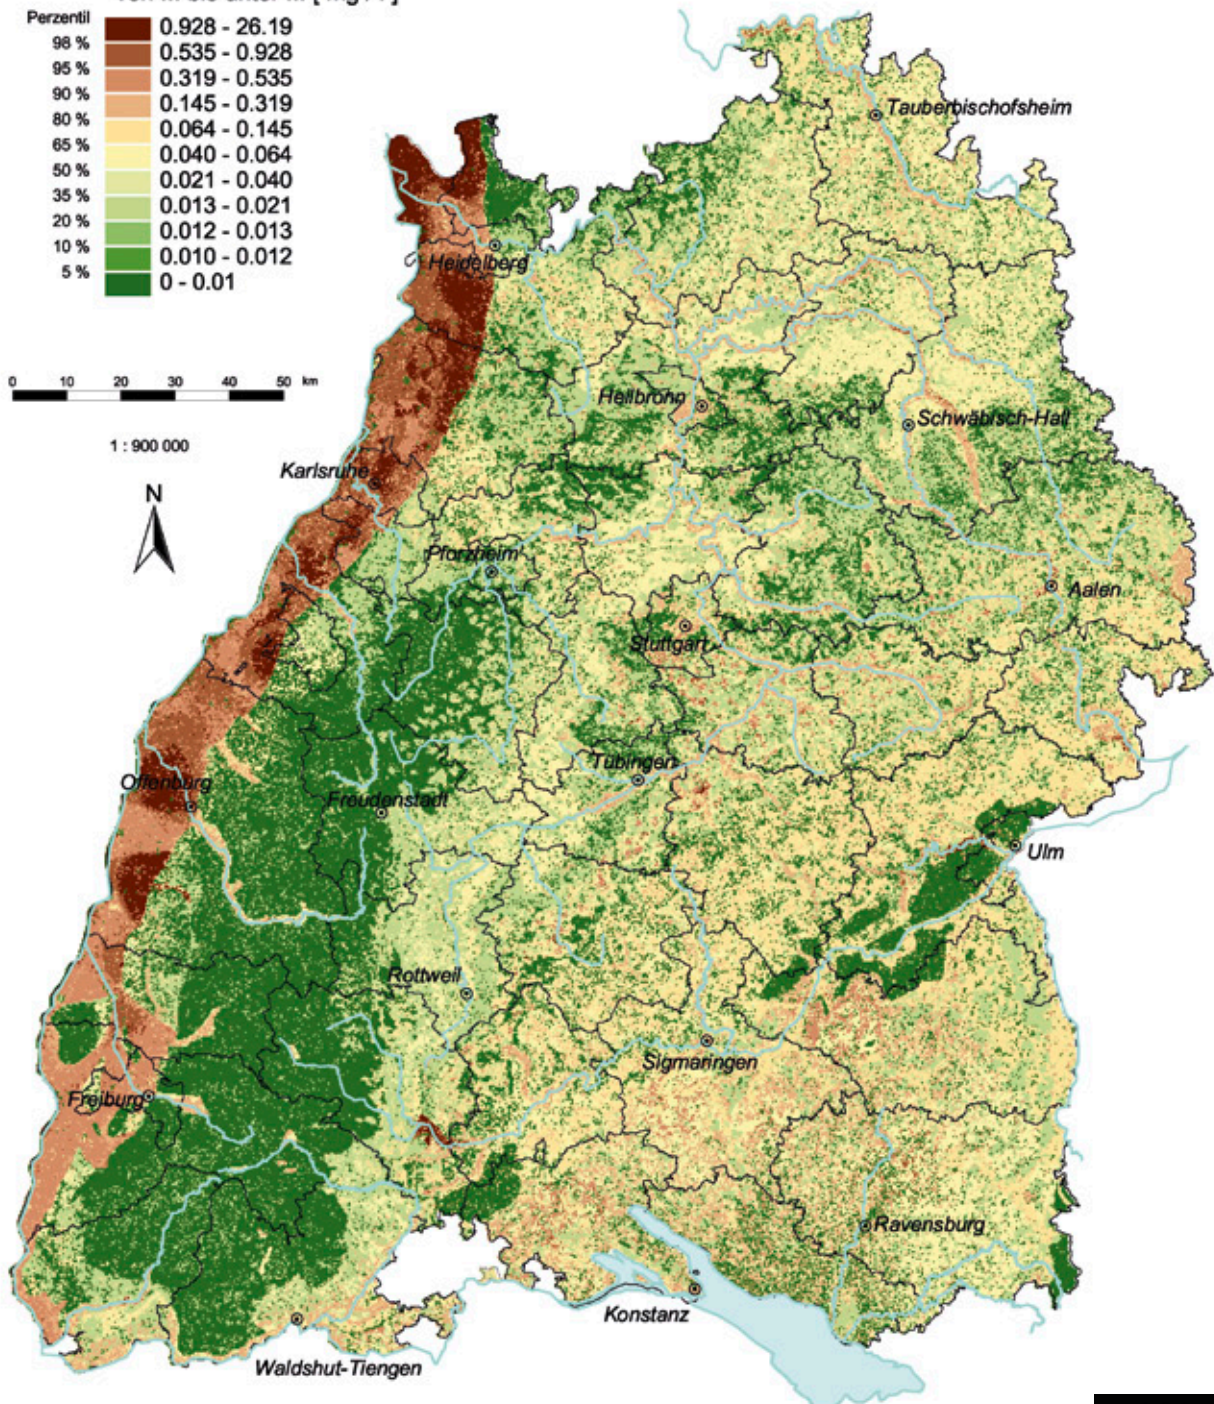 von ... bis unter ... [ mg / l ]
Perzentil
0.928 - 26.19
98 %
0.535 - 0.928
95 %
0.319 - 0.535
90 %
0.145 - 0.319
80 %
0.064 - 0.145
65 %
0.040 - 0.064
50 %
0.021 - 0.040
35 %
0.013 - 0.021
20 %
0.012 - 0.013
10 %
0.010 - 0.012
5 %
0 - 0.01
Tauberbischofsheim
Heidelberg
0 10 20 30 40 50 km
Heilbronn
Schwäbisch-Hall
1 : 900 000
Karlsruhe
N
Pforzheim
Aalen
Stuttgart
Tübingen
Offenburg
Freudenstadt
Ulm
Rottweil
Sigmaringen
Freiburg
Ravensburg
Konstanz
Waldshut-Tiengen